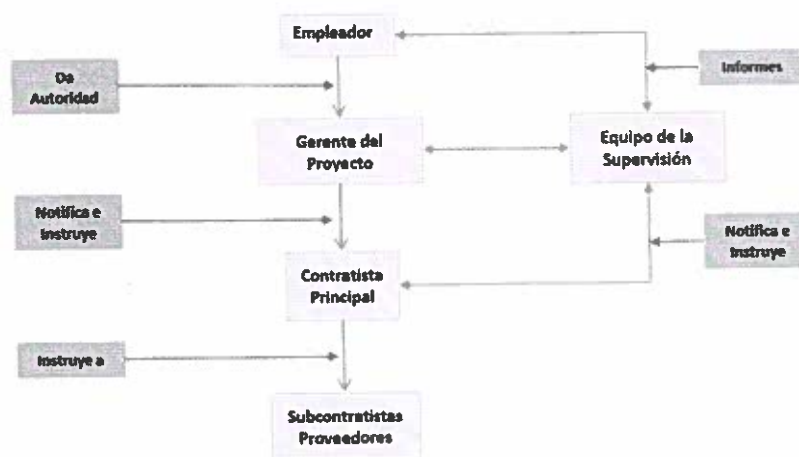 Empleador
Da
Autoridad
Informes
Gerente del
Proyecto
Equipo de la
Supervisión
Notifica e
Instruye
Notifica e
Instruye
Contratista
Principal
Instruye a
Subcontratistas
Proveedores